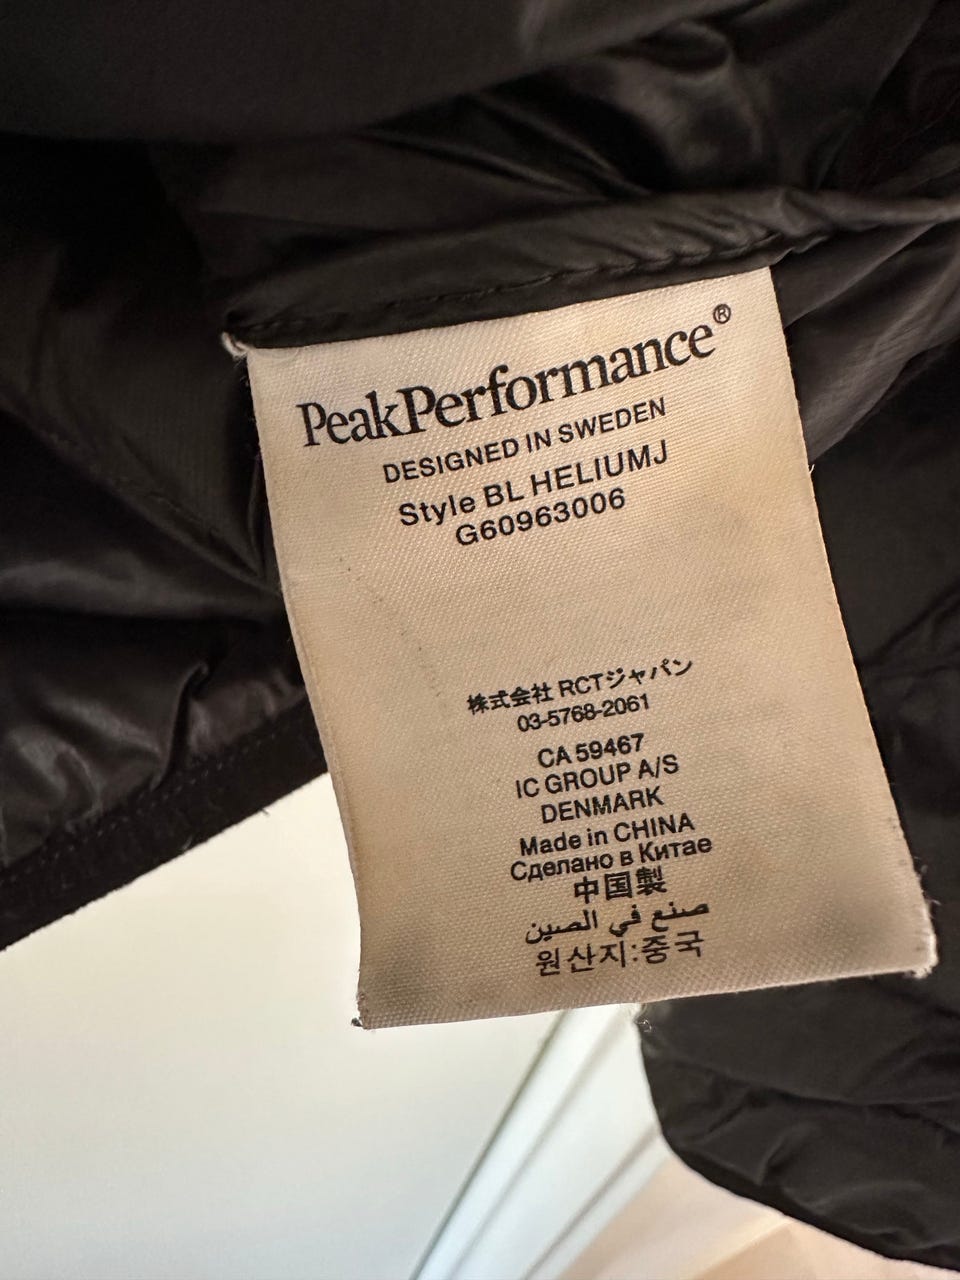 PeakPerformance®
DESIGNED IN SWEDEN
Style BL HELIUMJ
G60963006
株式会社 RCTジャパン
03-5768-2061
CA 59467
IC GROUP A/S
DENMARK
Made in CHINA
Сделано в Китае
中国製
صنع في الصين
원산지:중국